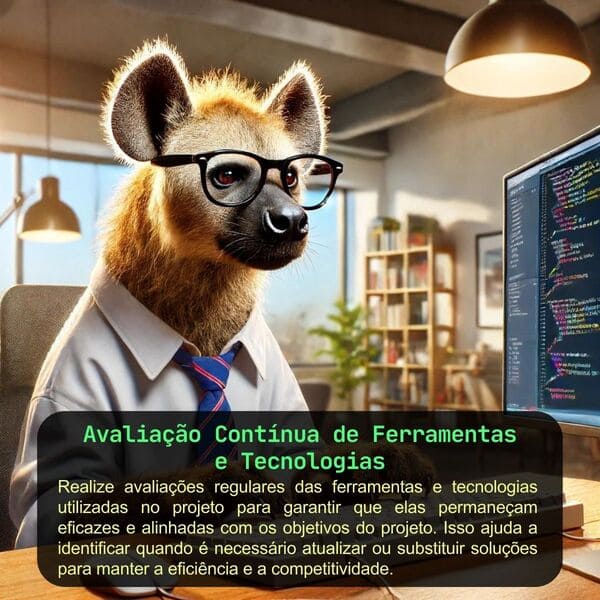 Avaliação Contínua de Ferramentas
e Tecnologias
Realize avaliações regulares das ferramentas e tecnologias
utilizadas no projeto para garantir que elas permaneçam
eficazes e alinhadas com os objetivos do projeto. Isso ajuda a
identificar quando é necessário atualizar ou substituir soluções
para manter a eficiência e a competitividade.